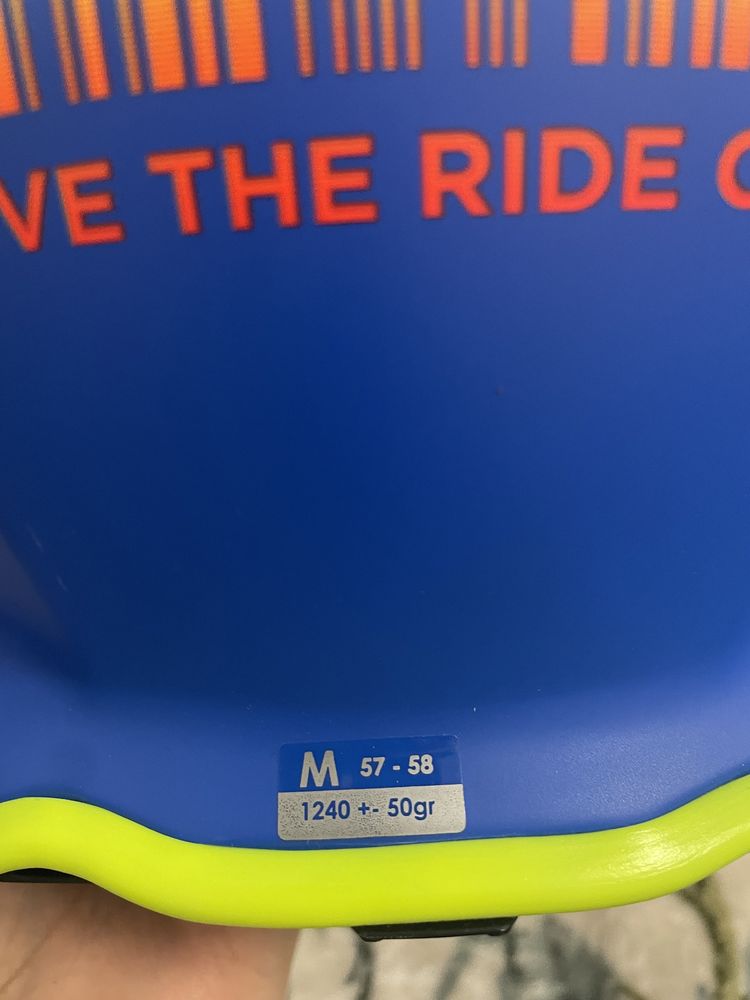 VE THE RIDE
M 57 - 58
1240 +- 50gr